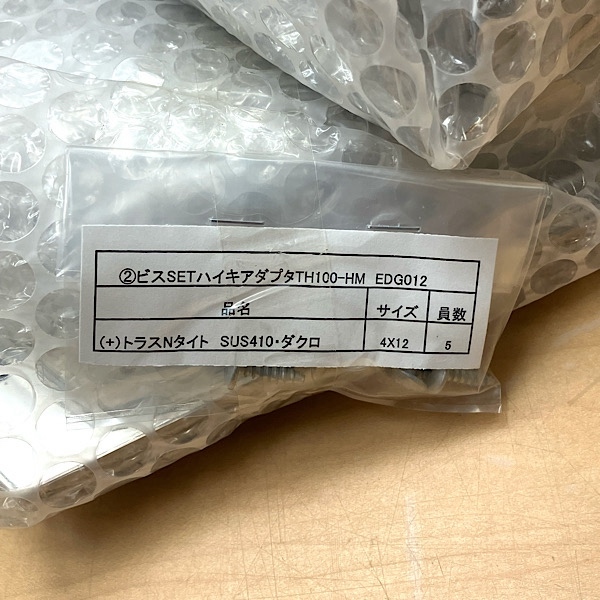 ②ビスSETハイキアダプタTH100-HM EDG012
品名 サイズ 員数
(+)トラスNタイト SUS410・ダクロ 4X12 5